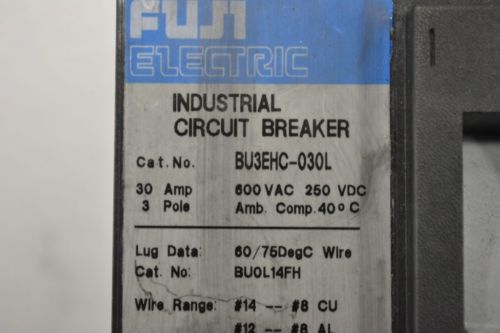 FUJI
ELECTRIC
INDUSTRIAL
CIRCUIT BREAKER
Cat. No. BU3EHC-030L
30 Amp 600 VAC 250 VDC
3 Pole Amb. Comp. 40° C
Lug Data: 60/75DegC Wire
Cat. No: BU0L14FH
Wire Range: #14 -- #8 CU
#12 -- #8 AL